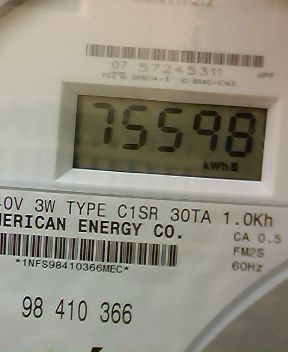 07 57245311
75598
kWh
0V 3W TYPE C1SR 30TA 1.0Kh
MERICAN ENERGY CO.
CA 0.5
FM2S
60Hz
*1NFS98410366MEC*
98 410 366